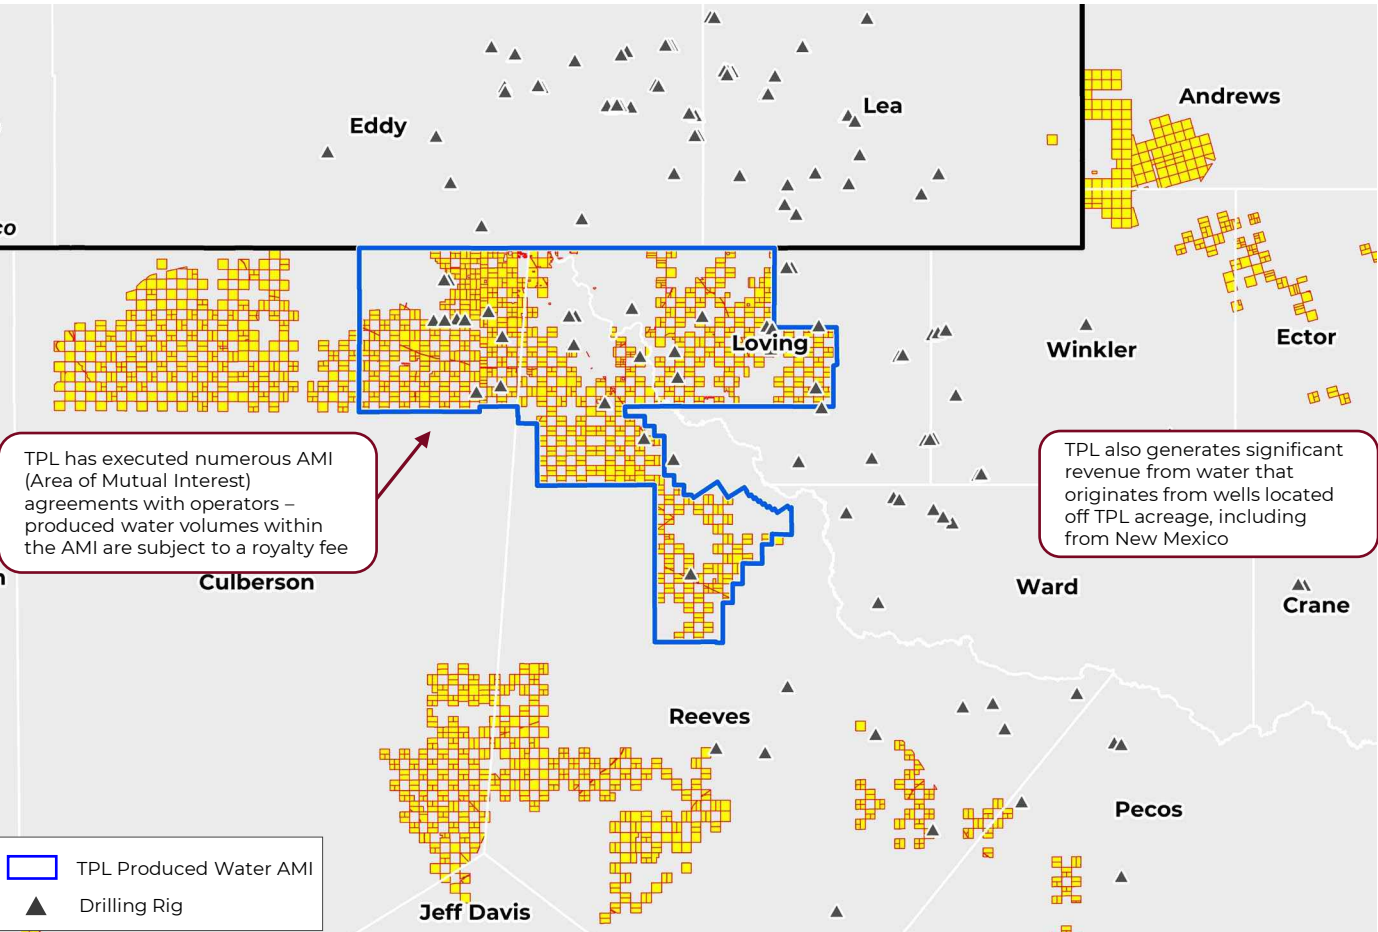 Andrews
Lea
Eddy
co
Loving
Ector
Winkler
TPL has executed numerous AMI
(Area of Mutual Interest)
agreements with operators –
produced water volumes within
the AMI are subject to a royalty fee
TPL also generates significant
revenue from water that
originates from wells located
off TPL acreage, including
from New Mexico
Culberson
Ward
Crane
Reeves
Pecos
TPL Produced Water AMI
Drilling Rig
Jeff Davis